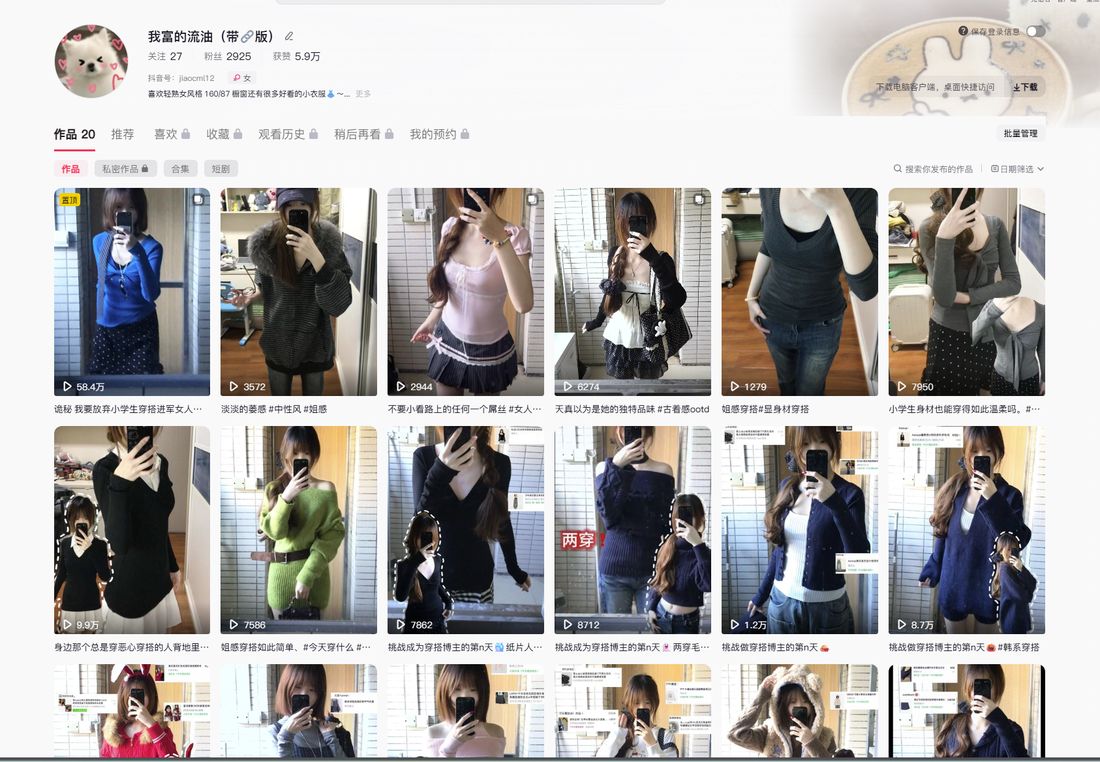 我富的流油（带🔗版）
关注 27 粉丝 2925 获赞 5.9万
保存登录信息
抖音号：jiaocml12 女
下载电脑客户端，桌面快捷访问 下载
喜欢轻熟女风格 160/87 橱窗还有很多好看的小衣服👗～... 更多
作品 20 推荐 喜欢 收藏 观看历史 稍后再看 我的预约
批量管理
作品 私密作品 合集 短剧
搜索你发布的作品 日期筛选
置顶
58.4万 3572 2944 6274 1279 7950
诡秘 我要放弃小学生穿搭进军女人…
淡淡的萎感 #中性风 #姐感
不要小看路上的任何一个屌丝 #女人…
天真以为是她的独特品味 #古着感ootd
姐感穿搭#显身材穿搭
小学生身材也能穿得如此温柔吗。#…
两穿！
9.9万 7586 7862 8712 1.2万 8.7万
身边那个总是穿恶心穿搭的人背地里…
姐感穿搭如此简单、#今天穿什么 #…
挑战成为穿搭博主的第n天 纸片人…
挑战成为穿搭博主的第n天 两穿毛…
挑战做穿搭博主的第n天
挑战做穿搭博主的第n天 #韩系穿搭